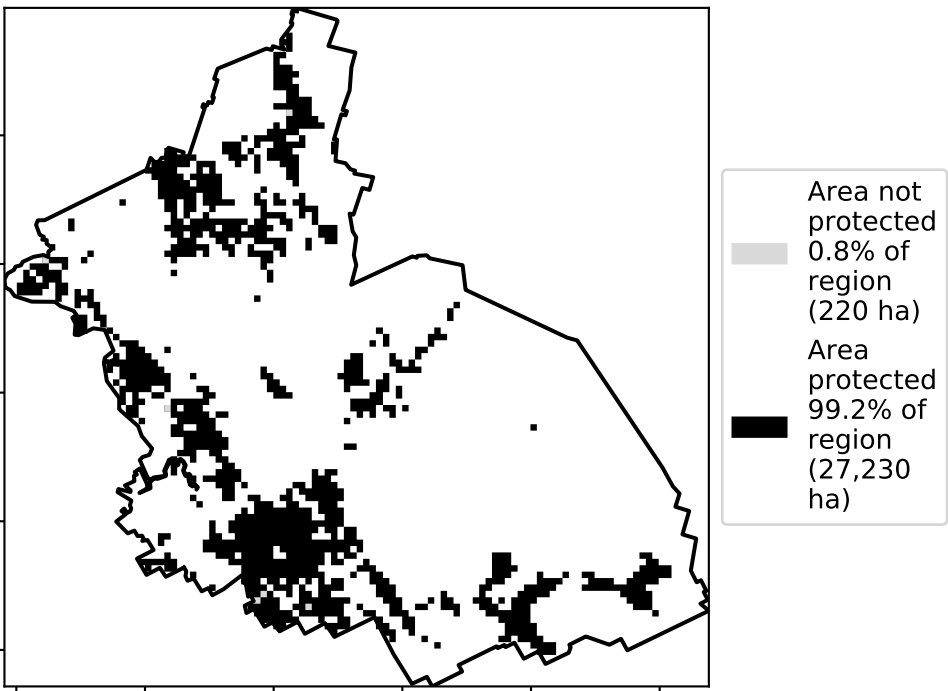 Area not
protected
0.8% of
region
(220 ha)
Area
protected
99.2% of
region
(27,230
ha)